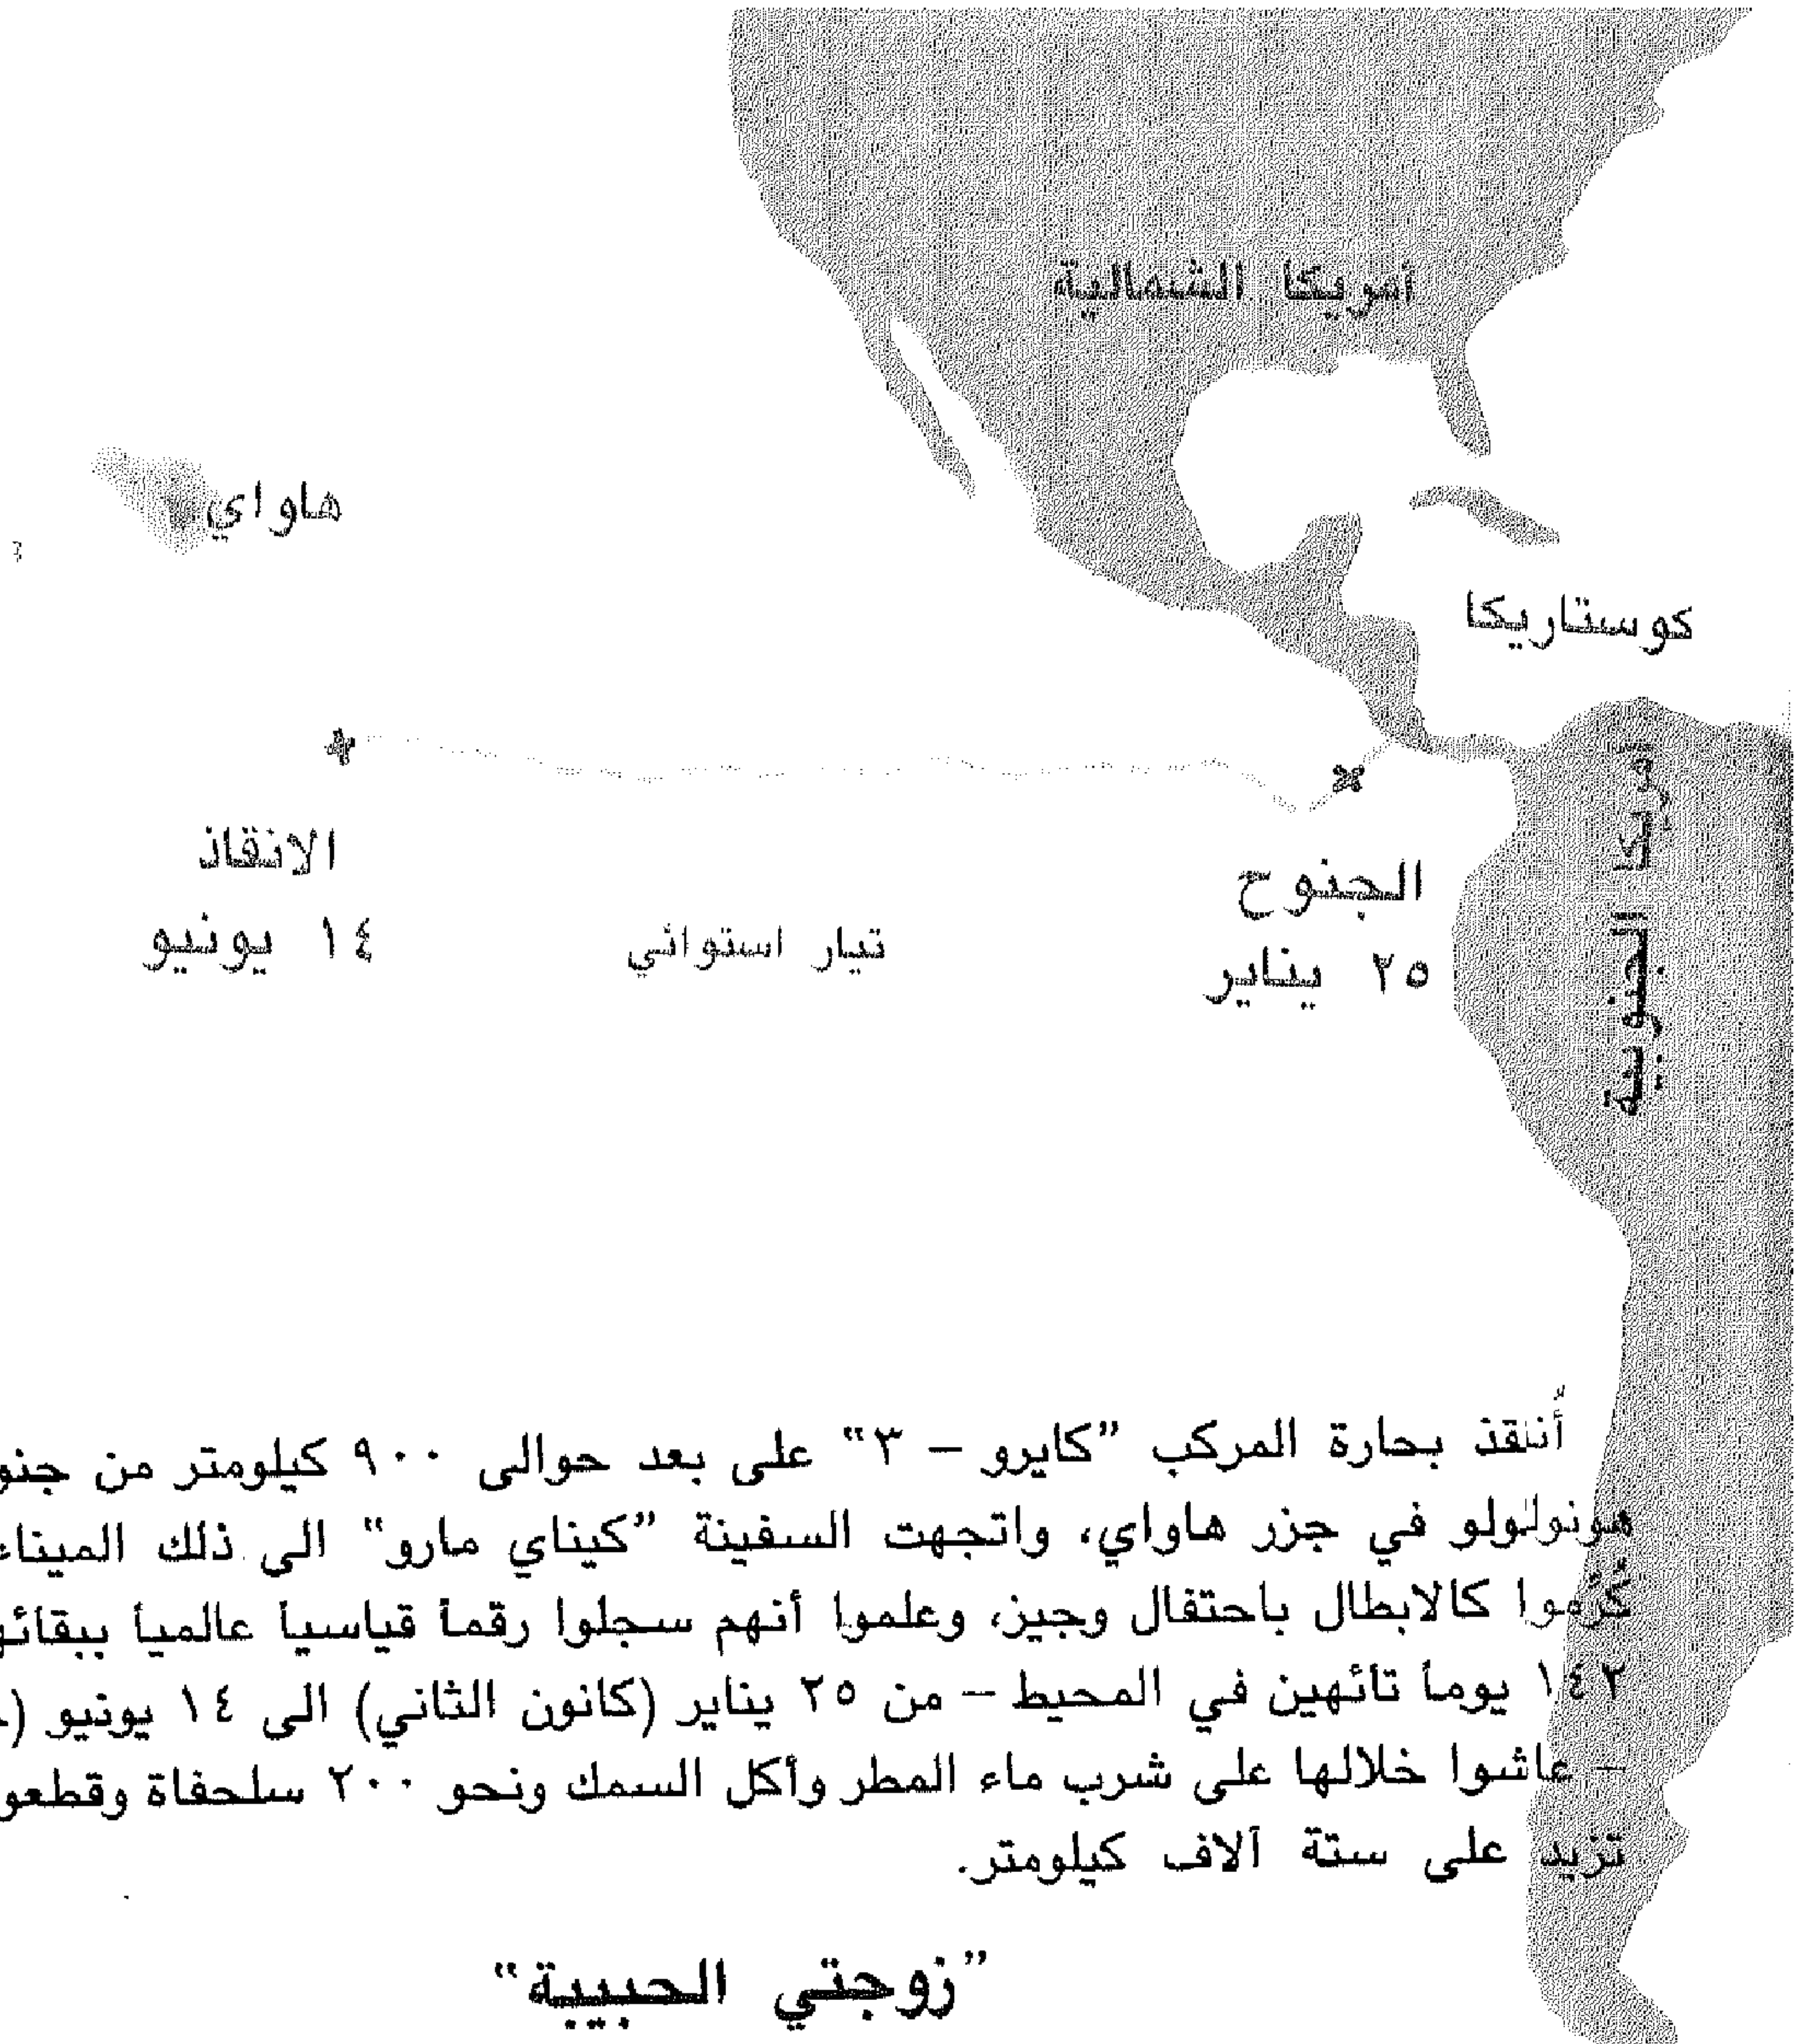 أمريكا الشمالية
هاواي
كوستاريكا
أمريكا الجنوبية
الانقاذ
١٤ يونيو
تيار استوائي
الجنوح
٢٥ يناير
أُنقذ بحارة المركب "كايرو – ٣" على بعد حوالى ٩٠٠ كيلومتر من
هونولولو في جزر هاواي، واتجهت السفينة "كيناي مارو" الى ذلك الميناء
كُرِّموا كالابطال باحتفال وجيز، وعلموا أنهم سجلوا رقماً قياسياً عالمياً
١٤٢ يوماً تائهين في المحيط – من ٢٥ يناير (كانون الثاني) الى ١٤ يونيو
– عاشوا خلالها على شرب ماء المطر وأكل السمك ونحو ٢٠٠ سلحفاة
تزيد على ستة آلاف كيلومتر.
"زوجتي الحبيبة"